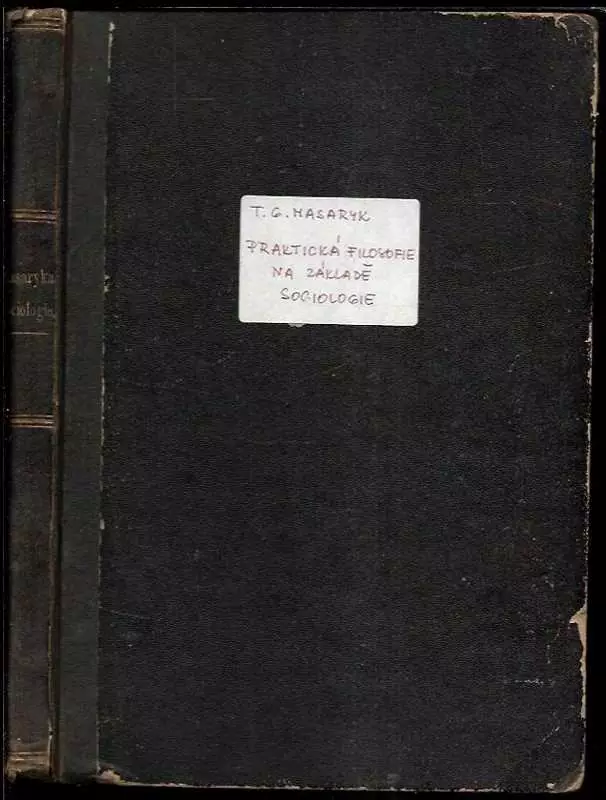 T. G. MASARYK
PRAKTICKÁ FILOSOFIE
NA ZÁKLADĚ
SOCIOLOGIE